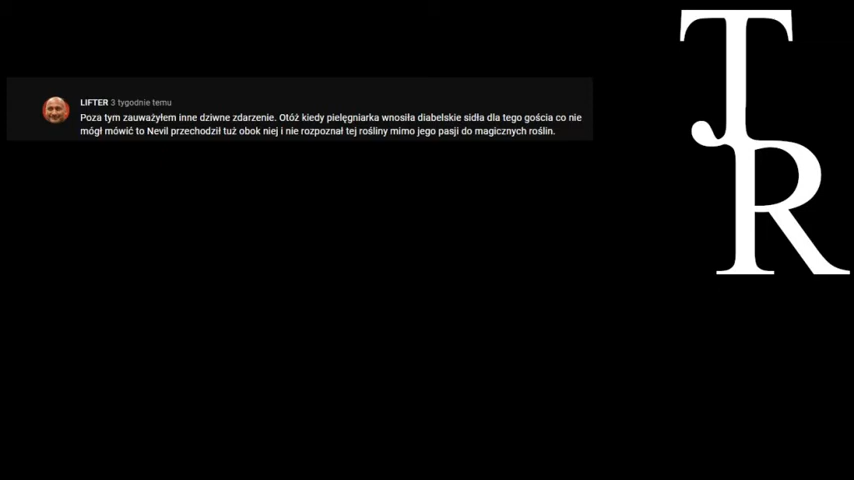 LIFTER 3 tygodnie temu
Poza tym zauważyłem inne dziwne zdarzenie. Otóż kiedy pielęgniarka wnosiła diabelskie sidła dla tego gościa co nie
mógł mówić to Nevil przechodził tuż obok niej i nie rozpoznał tej rośliny mimo jego pasji do magicznych roślin.
TJR